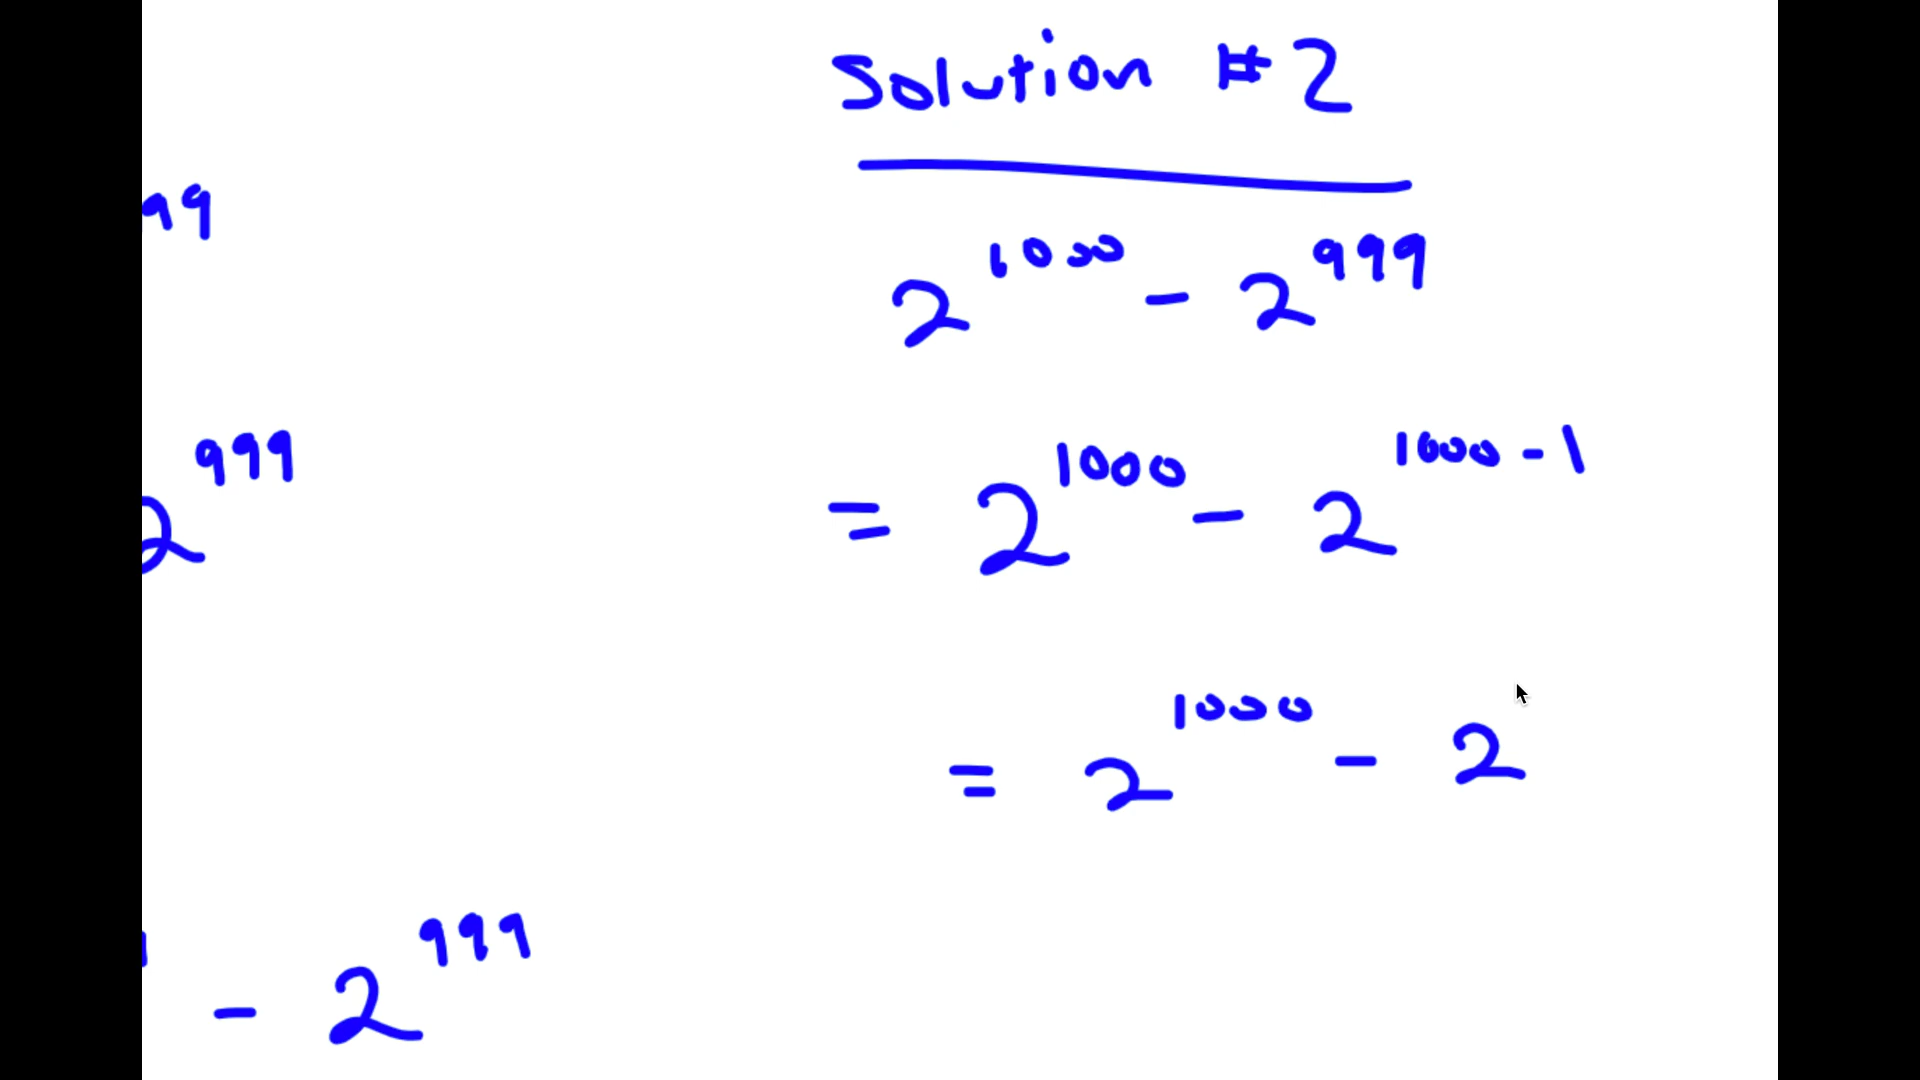 Solution #2
99
2^1000 - 2^999
2^999
= 2^1000 - 2^1000-1
= 2^1000 - 2
- 2^999